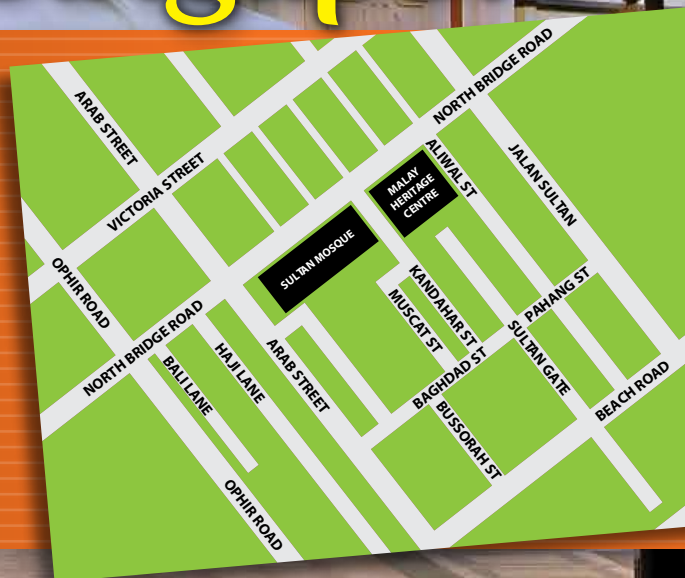 ARAB STREET
VICTORIA STREET
OPHIR ROAD
NORTH BRIDGE ROAD
ALIWAL ST
JALAN SULTAN
MALAY
HERITAGE
CENTRE
SULTAN MOSQUE
NORTH BRIDGE ROAD
BALI LANE
HAJI LANE
ARAB STREET
MUSCAT ST
KANDAHAR ST
BAGHDAD ST
PAHANG ST
SULTAN GATE
BUSSORAH ST
BEACH ROAD
OPHIR ROAD